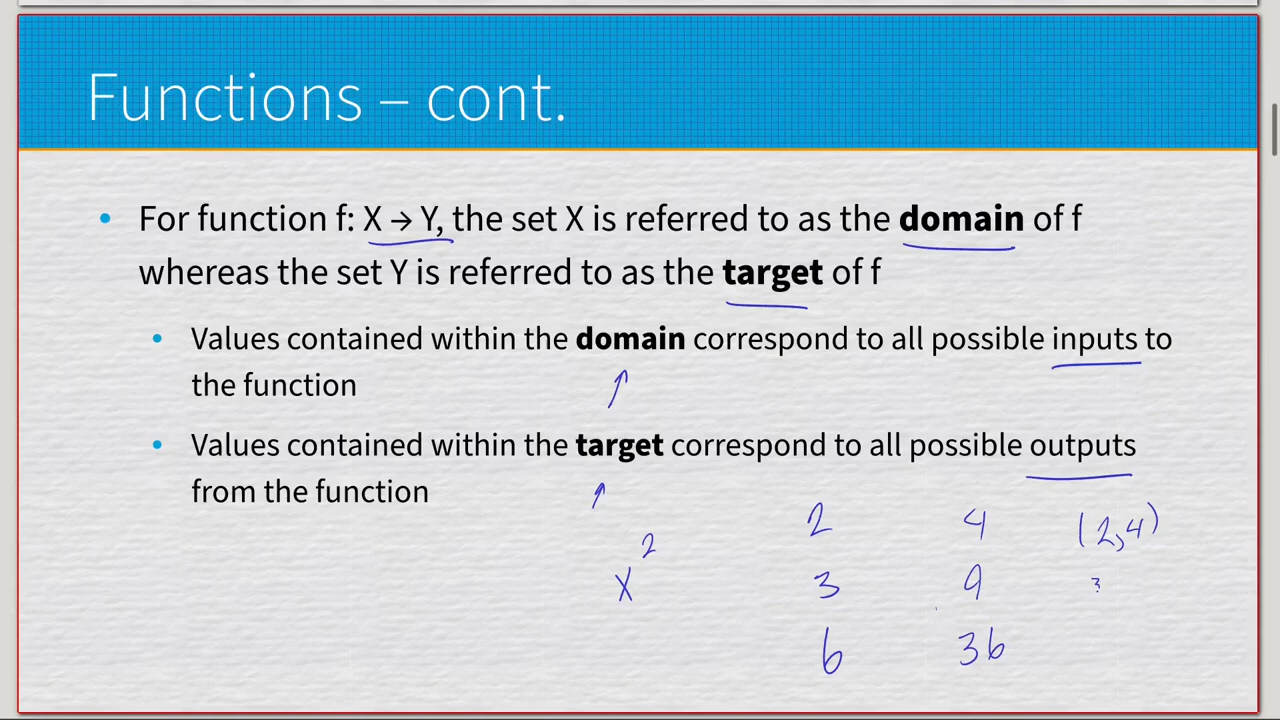 Functions – cont.
• For function f: X → Y, the set X is referred to as the domain of f
whereas the set Y is referred to as the target of f
• Values contained within the domain correspond to all possible inputs to
the function
• Values contained within the target correspond to all possible outputs
from the function
x² 2 4 (2,4)
3 9 3
6 36